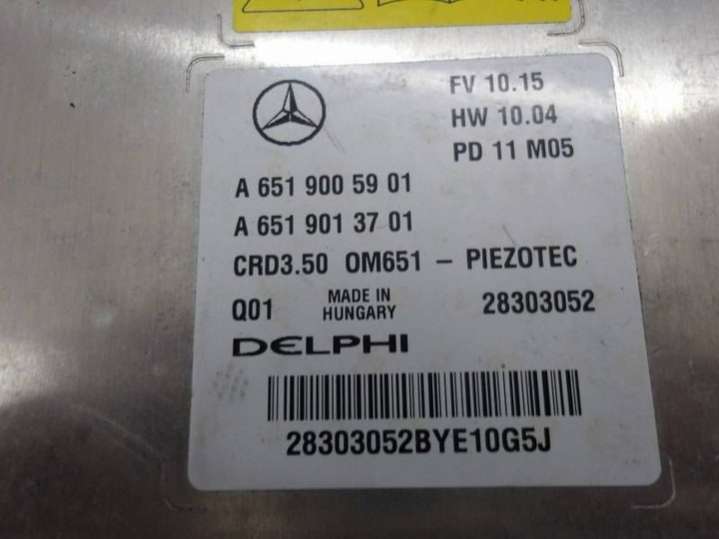 FV 10.15
HW 10.04
PD 11 M05
A 651 900 59 01
A 651 901 37 01
CRD3.50 OM651 – PIEZOTEC
Q01 MADE IN HUNGARY 28303052
DELPHI
28303052BYE10G5J